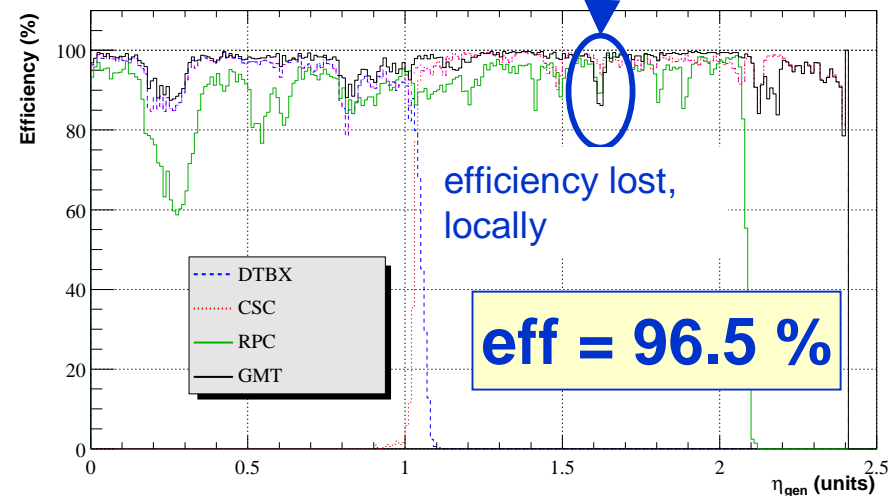 Efficiency (%)
100
80
60
40
20
0
efficiency lost,
locally
DTBX
CSC
RPC
GMT
eff = 96.5 %
0
0.5
1
1.5
2
2.5
ηgen (units)